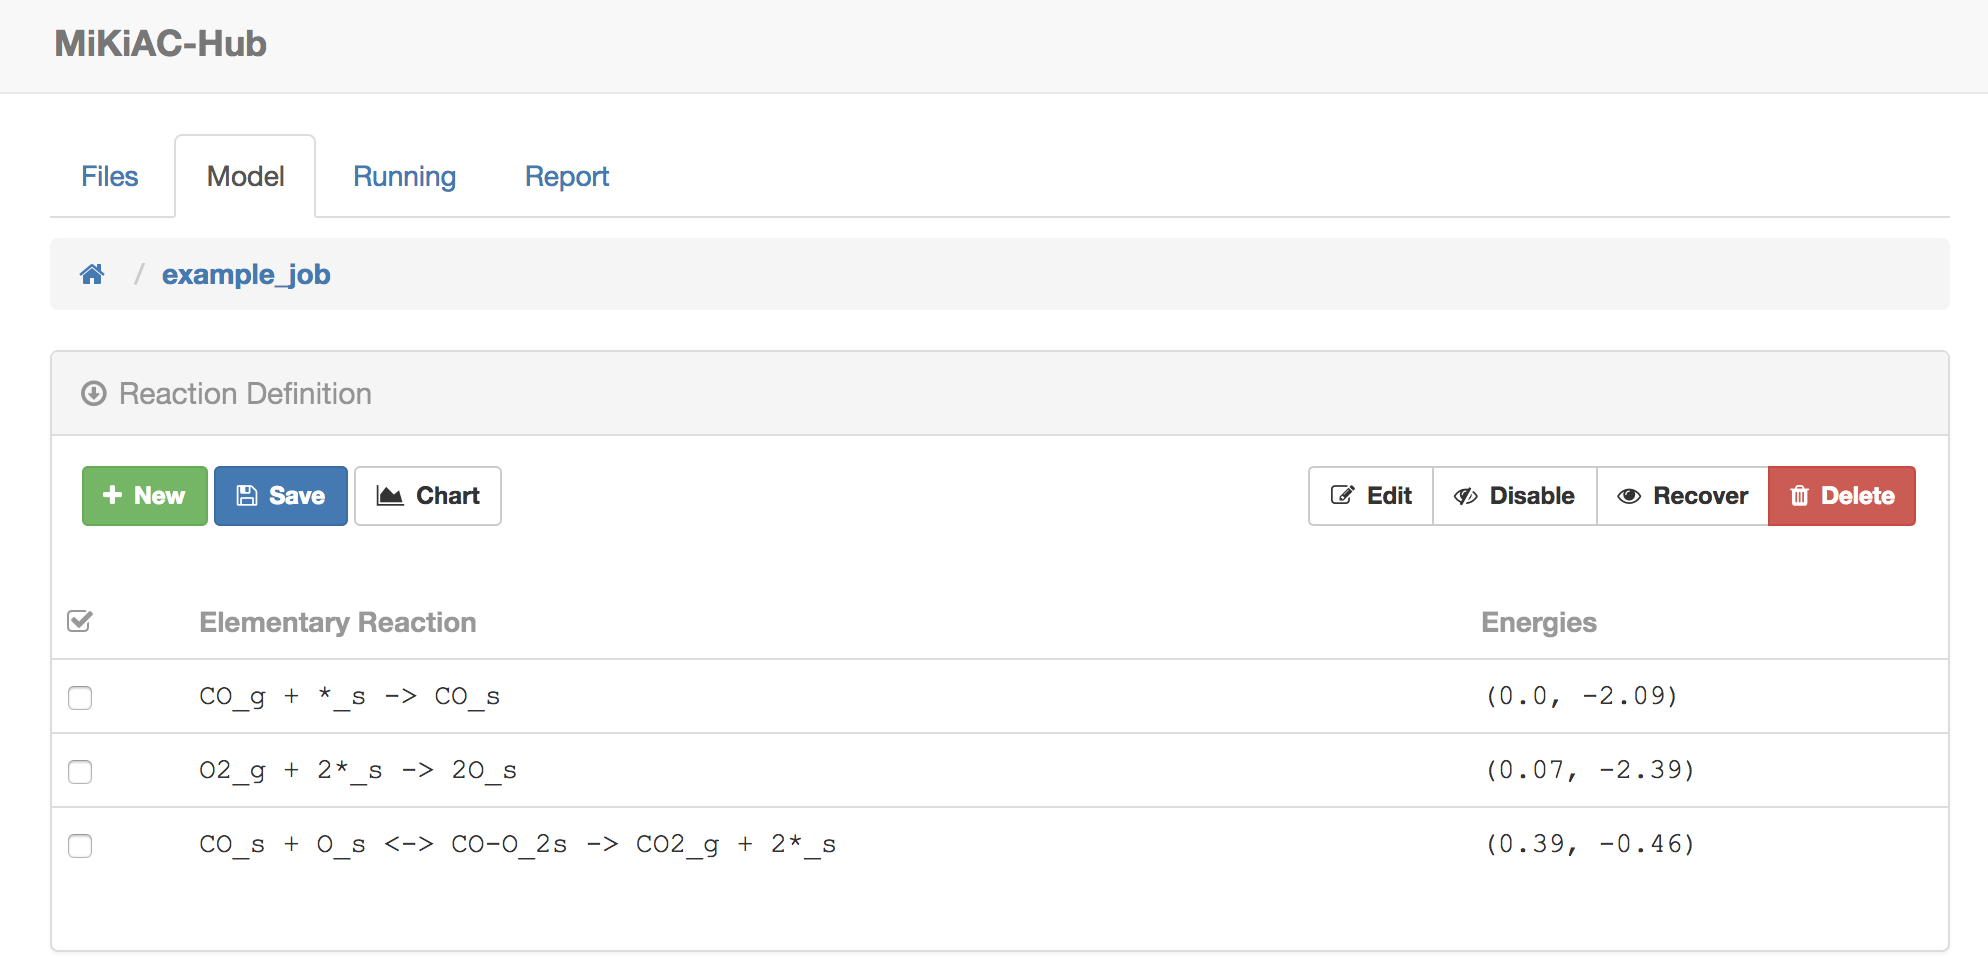 MiKiAC-Hub
Files Model Running Report
/ example_job
Reaction Definition
New Save Chart Edit Disable Recover Delete
Elementary Reaction Energies
CO_g + *_s -> CO_s (0.0, -2.09)
O2_g + 2*_s -> 2O_s (0.07, -2.39)
CO_s + O_s <-> CO-O_2s -> CO2_g + 2*_s (0.39, -0.46)